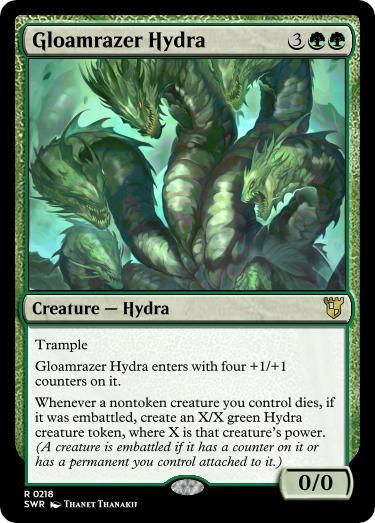 Gloamrazer Hydra 3
Creature — Hydra
Trample
Gloamrazer Hydra enters with four +1/+1
counters on it.
Whenever a nontoken creature you control dies, if
it was embattled, create an X/X green Hydra
creature token, where X is that creature's power.
(A creature is embattled if it has a counter on it or
has a permanent you control attached to it.)
0/0
R 0218
SWR Thanet Thanakij